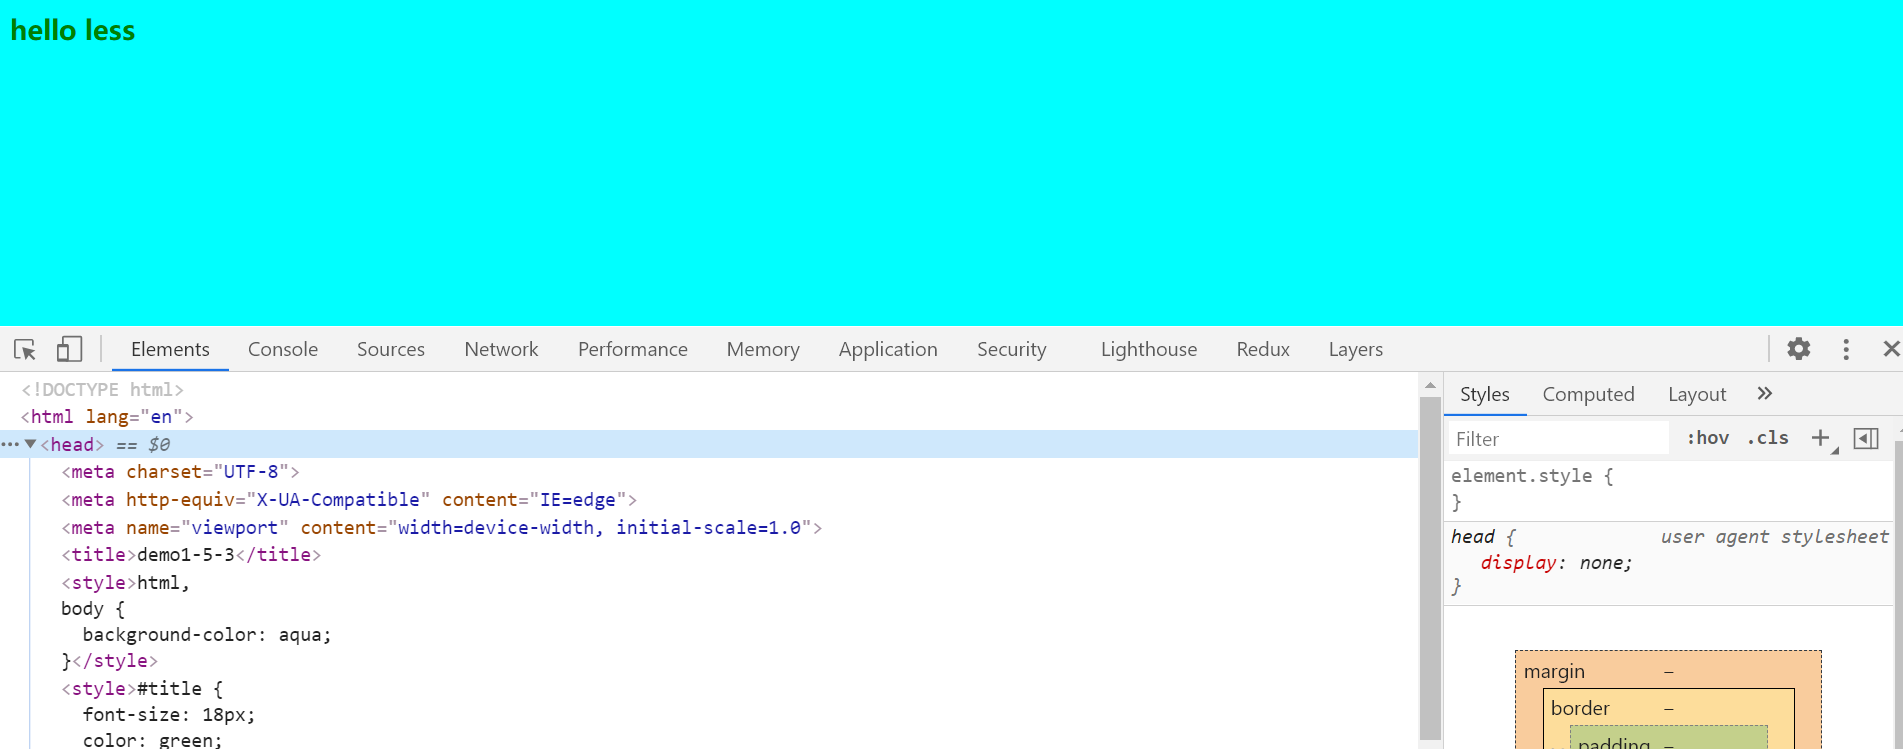 hello less
Elements Console Sources Network Performance Memory Application Security Lighthouse Redux Layers
<!DOCTYPE html>
<html lang="en">
<head> == $0
<meta charset="UTF-8">
<meta http-equiv="X-UA-Compatible" content="IE=edge">
<meta name="viewport" content="width=device-width, initial-scale=1.0">
<title>demo1-5-3</title>
<style>html,
body {
  background-color: aqua;
}</style>
<style>#title {
  font-size: 18px;
  color: green;
Styles Computed Layout »
Filter :hov .cls +
element.style {
}
head { user agent stylesheet
  display: none;
}
margin –
border –
padding –